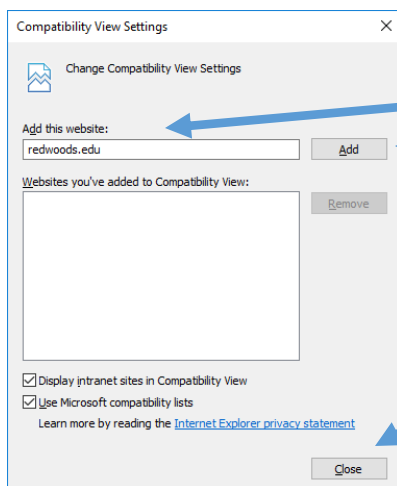 Compatibility View Settings
Change Compatibility View Settings
Add this website:
redwoods.edu
Add
Websites you've added to Compatibility View:
Remove
Display intranet sites in Compatibility View
Use Microsoft compatibility lists
Learn more by reading the Internet Explorer privacy statement
Close